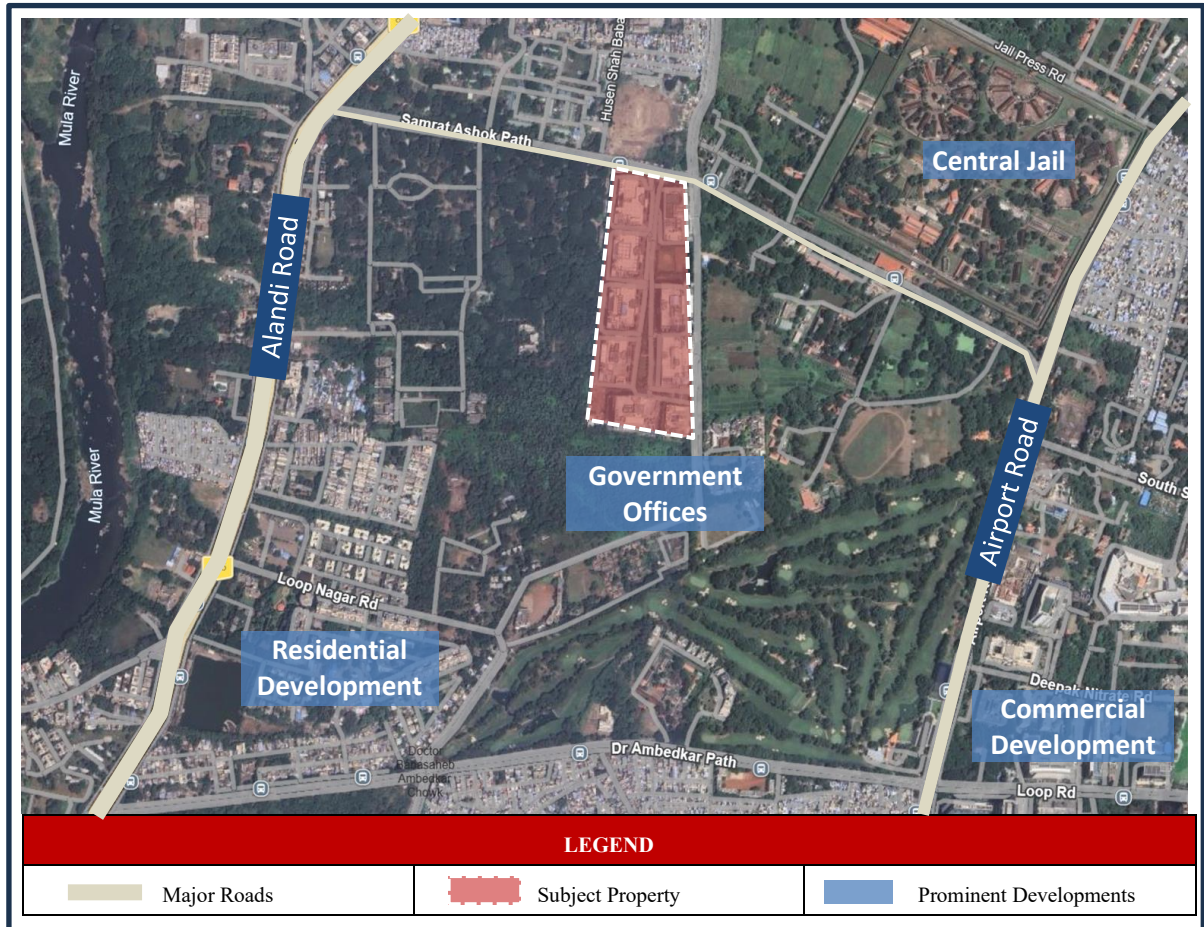 Husen Shah Baba
Jail Press Rd
Mula River
Samrat Ashok Path
Central Jail
Alandi Road
Mula River
Government
Offices
Airport Road
South S
Loop Nagar Rd
Residential
Development
Deepak Nitrate Rd
Commercial
Development
Doctor
Babasaheb
Ambedkar
Chowk
Dr Ambedkar Path
Loop Rd
LEGEND
Major Roads
Subject Property
Prominent Developments